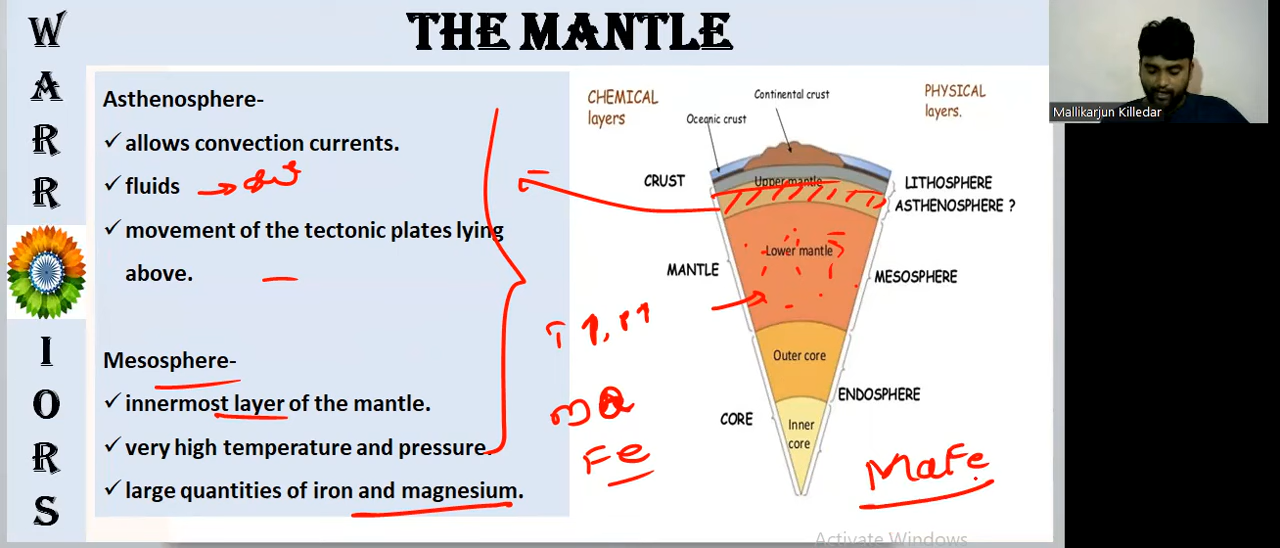 THE MANTLE
W
A
R
R
I
O
R
S
Asthenosphere-
✓ allows convection currents.
✓ fluids
✓ movement of the tectonic plates lying
above.
Mesosphere-
✓ innermost layer of the mantle.
✓ very high temperature and pressure.
✓ large quantities of iron and magnesium.
CHEMICAL
layers
Continental crust
PHYSICAL
layers.
Oceanic crust
CRUST
Upper mantle
LITHOSPHERE
ASTHENOSPHERE ?
Lower mantle
MANTLE
MESOSPHERE
T↑, P↑
Outer core
ENDOSPHERE
CORE
Inner
core
Fe
MaFe
Mallikarjun Killedar
Activate Windows